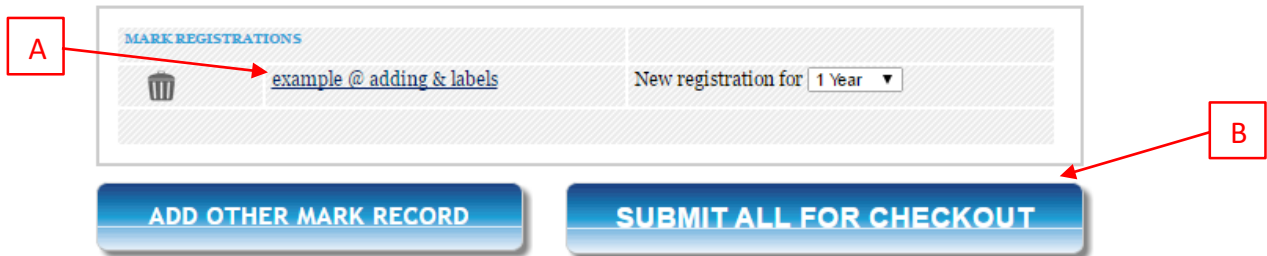 A
MARK REGISTRATIONS
example @ adding & labels
New registration for 1 Year
B
ADD OTHER MARK RECORD
SUBMIT ALL FOR CHECKOUT